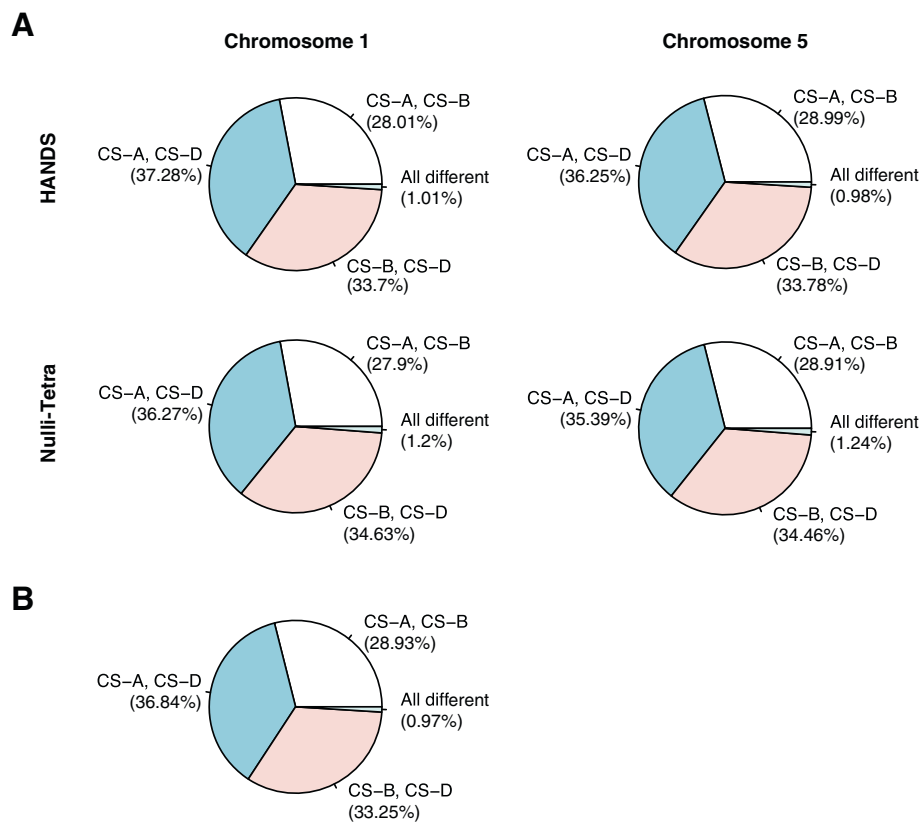 A
Chromosome 1
Chromosome 5
HANDS
CS−A, CS−B
(28.01%)
CS−A, CS−D
(37.28%)
All different
(1.01%)
CS−B, CS−D
(33.7%)
CS−A, CS−B
(28.99%)
CS−A, CS−D
(36.25%)
All different
(0.98%)
CS−B, CS−D
(33.78%)
Nulli-Tetra
CS−A, CS−B
(27.9%)
CS−A, CS−D
(36.27%)
All different
(1.2%)
CS−B, CS−D
(34.63%)
CS−A, CS−B
(28.91%)
CS−A, CS−D
(35.39%)
All different
(1.24%)
CS−B, CS−D
(34.46%)
B
CS−A, CS−B
(28.93%)
CS−A, CS−D
(36.84%)
All different
(0.97%)
CS−B, CS−D
(33.25%)